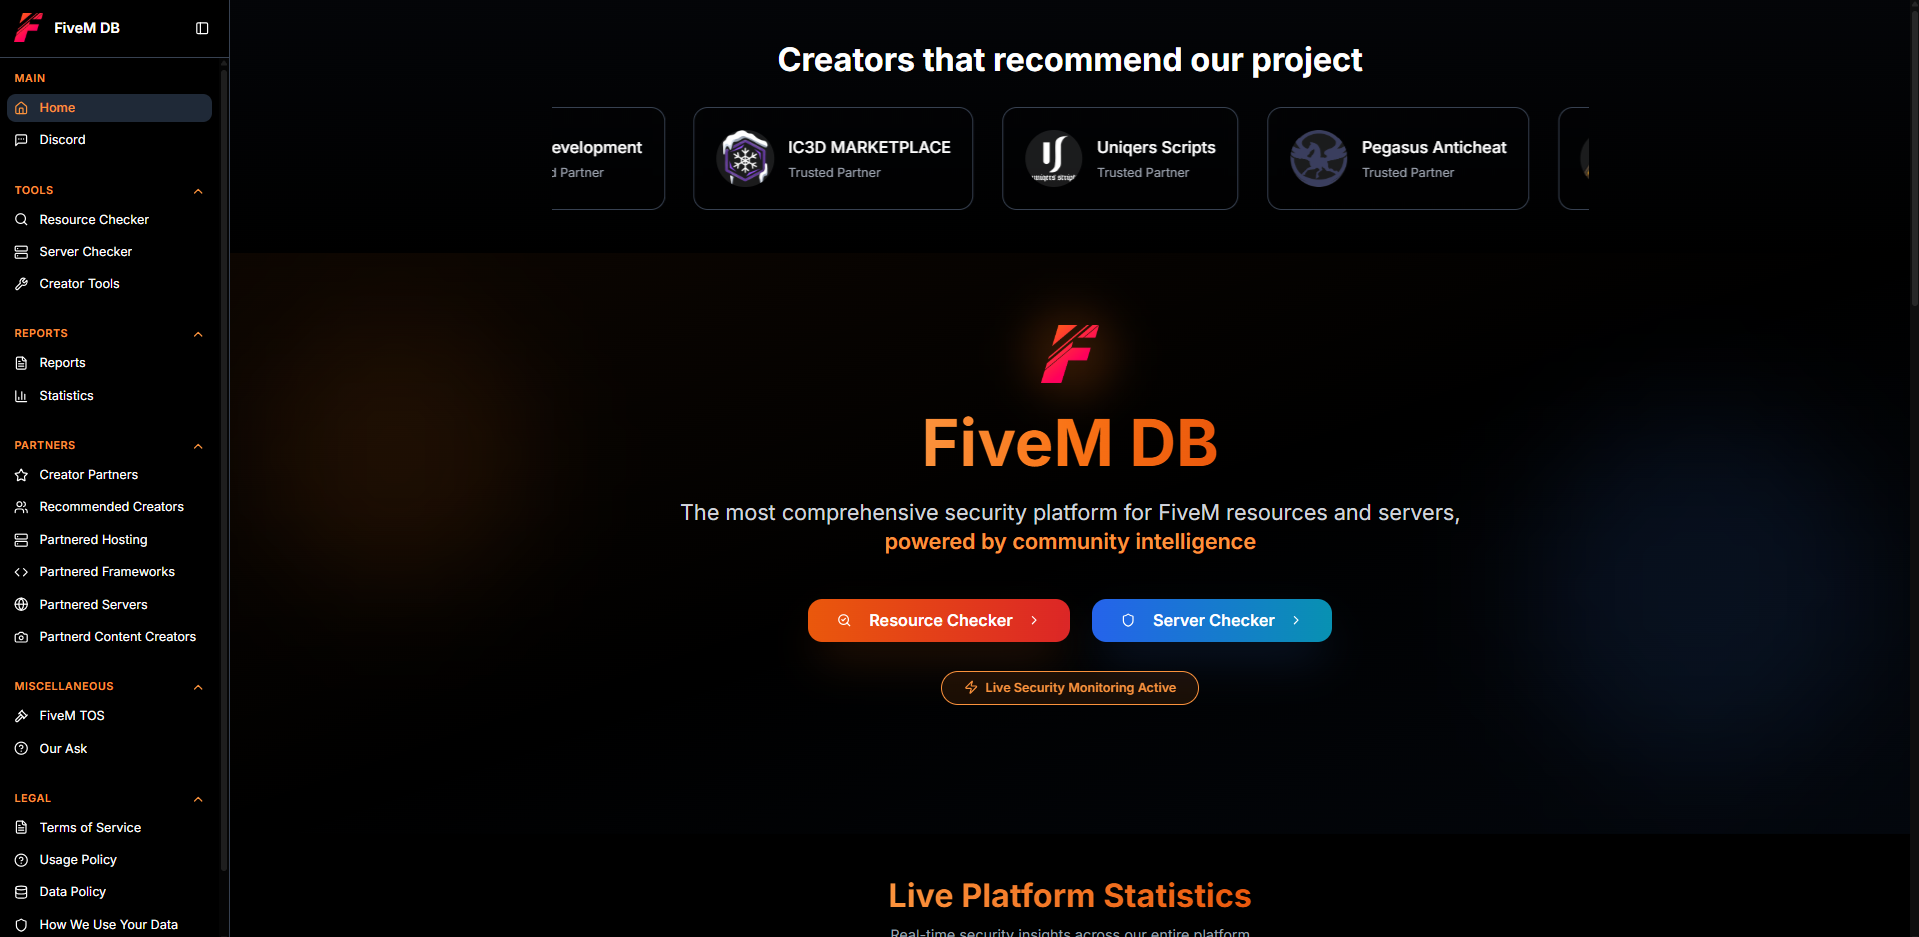 FiveM DB
MAIN
Home
Discord
TOOLS
Resource Checker
Server Checker
Creator Tools
REPORTS
Reports
Statistics
PARTNERS
Creator Partners
Recommended Creators
Partnered Hosting
Partnered Frameworks
Partnered Servers
Partnerd Content Creators
MISCELLANEOUS
FiveM TOS
Our Ask
LEGAL
Terms of Service
Usage Policy
Data Policy
How We Use Your Data
Creators that recommend our project
evelopment
d Partner
IC3D MARKETPLACE
Trusted Partner
Uniqers Scripts
Trusted Partner
Pegasus Anticheat
Trusted Partner
FiveM DB
The most comprehensive security platform for FiveM resources and servers,
powered by community intelligence
Resource Checker
Server Checker
Live Security Monitoring Active
Live Platform Statistics
Real-time security insights across our entire platform